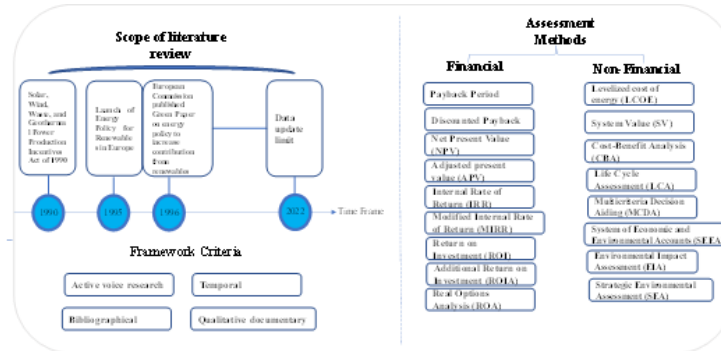 Scope of literature
review
Solar,
Wind,
Waste, and
Geotherma
l Power
Production
Incentives
Act of 1990
Launch of
Energy
Policy for
Renewable
s in Europe
European
Commission
published
Green Paper
on energy
policy to
increase
contribution
from
renewables
Data
update
limit
1990
1995
1996
2022
Time Frame
Framework Criteria
Active voice research
Temporal
Bibliographical
Qualitative documentary
Assessment
Methods
Financial
Payback Period
Discounted Payback
Net Present Value
(NPV)
Adjusted present
value (APV)
Internal Rate of
Return (IRR)
Modified Internal Rate
of Return (MIRR)
Return on
Investment (ROI)
Additional Return on
Investment (ROIA)
Real Options
Analysis (ROA)
Non-Financial
Levelized cost of
energy (LCOE)
System Value (SV)
Cost-Benefit Analysis
(CBA)
Life Cycle
Assessment (LCA)
Multicriteria Decision
Aiding (MCDA)
System of Economic and
Environmental Accounts (SEEA)
Environmental Impact
Assessment (EIA)
Strategic Environmental
Assessment (SEA)